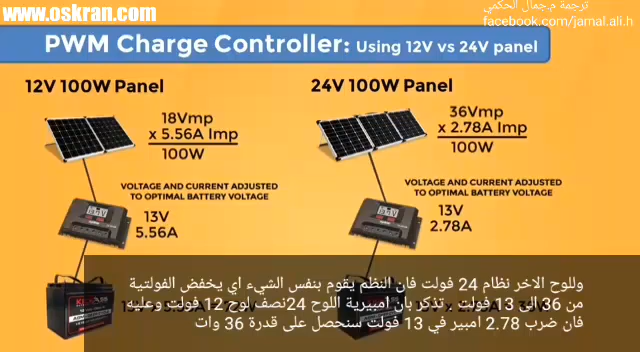 www.oskran.com
ترجمة م.جمال الحكمي
facebook.com/jamal.ali.h
PWM Charge Controller: Using 12V vs 24V panel
12V 100W Panel
18Vmp
x 5.56A Imp
100W
VOLTAGE AND CURRENT ADJUSTED
TO OPTIMAL BATTERY VOLTAGE
13V
5.56A
24V 100W Panel
36Vmp
x 2.78A Imp
100W
VOLTAGE AND CURRENT ADJUSTED
TO OPTIMAL BATTERY VOLTAGE
13V
2.78A
وللوح الاخر نظام 24 فولت فان النظم يقوم بنفس الشيء اي يخفض الفولتية
من 36 الى 13 فولت . تذكر بان امبيرية اللوح 24نصف لوح 12 فولت وعليه
فان ضرب 2.78 امبير في 13 فولت سنحصل على قدرة 36 وات